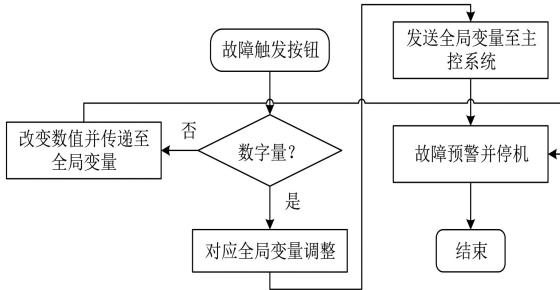 故障触发按钮
发送全局变量至主
控系统
否
改变数值并传递至
全局变量
数字量？
故障预警并停机
是
对应全局变量调整
结束